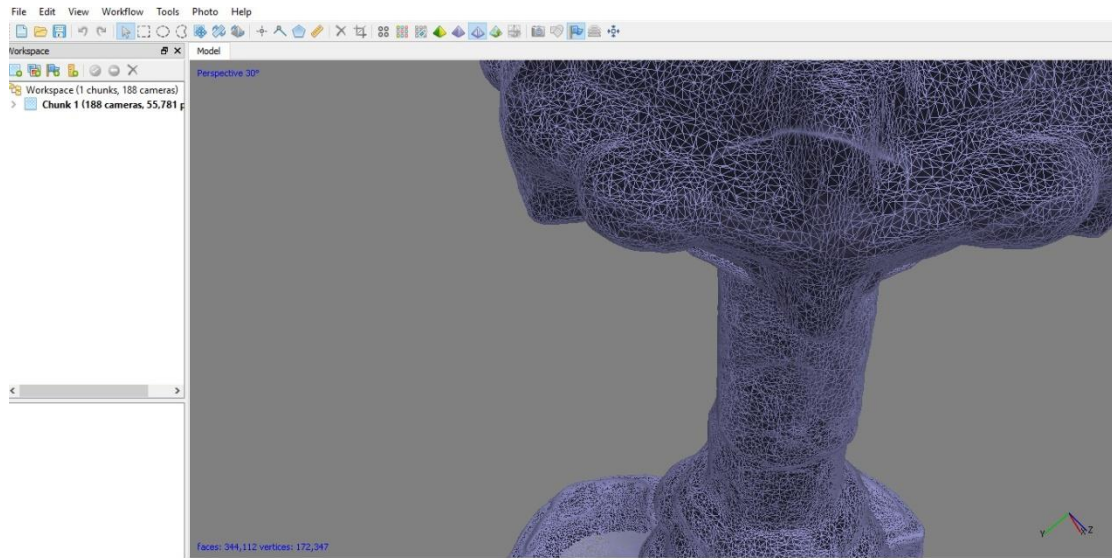 File Edit View Workflow Tools Photo Help
Workspace
Model
Workspace (1 chunks, 188 cameras)
Chunk 1 (188 cameras, 55,781 p
Perspective 30°
faces: 344,112 vertices: 172,347
Y X Z